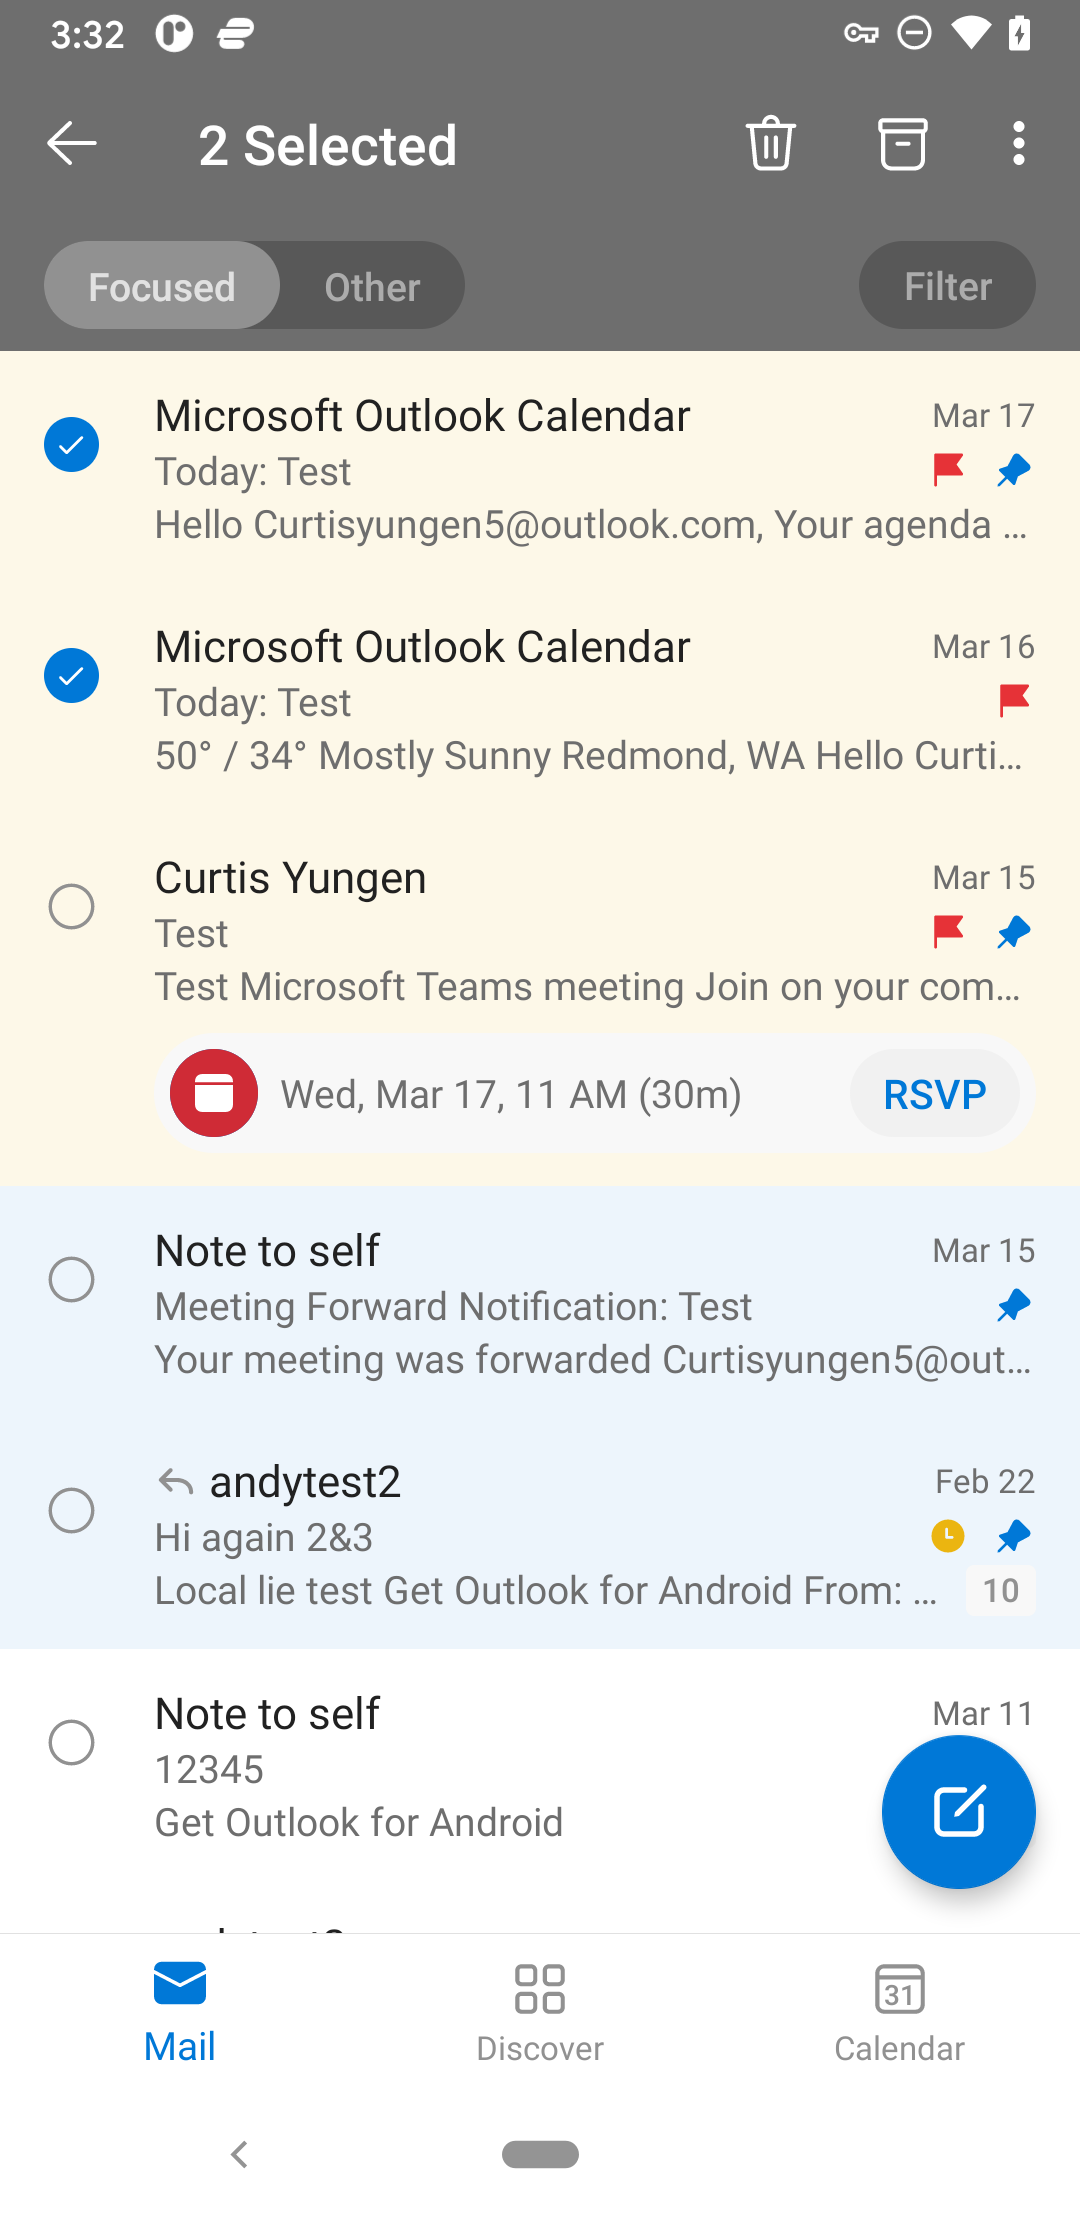 3:32
2 Selected
Focused Other Filter
Microsoft Outlook Calendar Mar 17
Today: Test
Hello Curtisyungen5@outlook.com, Your agenda ...
Microsoft Outlook Calendar Mar 16
Today: Test
50° / 34° Mostly Sunny Redmond, WA Hello Curti...
Curtis Yungen Mar 15
Test
Test Microsoft Teams meeting Join on your com...
Wed, Mar 17, 11 AM (30m) RSVP
Note to self Mar 15
Meeting Forward Notification: Test
Your meeting was forwarded Curtisyungen5@out...
andytest2 Feb 22
Hi again 2&3
Local lie test Get Outlook for Android From: ... 10
Note to self Mar 11
12345
Get Outlook for Android
31
Mail Discover Calendar